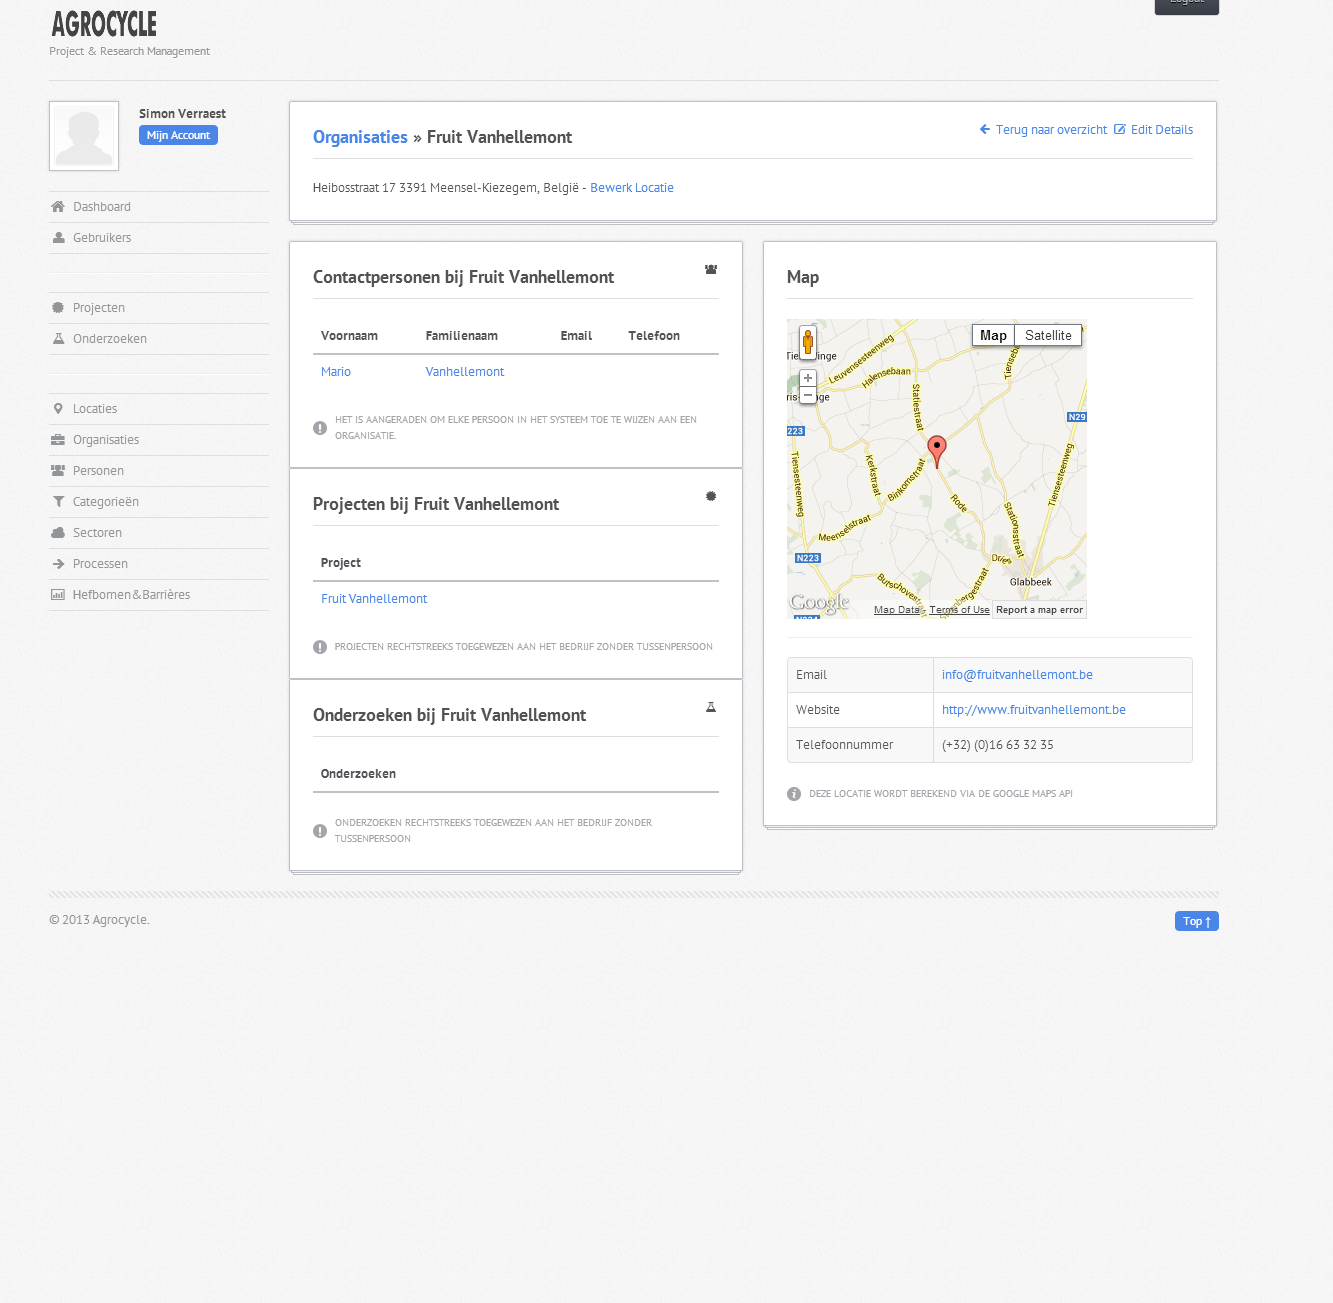 Logout
AGROCYCLE
Project & Research Management
Simon Verraest
Mijn Account
Dashboard
Gebruikers
Projecten
Onderzoeken
Locaties
Organisaties
Personen
Categorieën
Sectoren
Processen
Hefbomen&Barrières
Organisaties » Fruit Vanhellemont
Terug naar overzicht Edit Details
Heibosstraat 17 3391 Meensel-Kiezegem, België - Bewerk Locatie
Contactpersonen bij Fruit Vanhellemont
Voornaam Familienaam Email Telefoon
Mario Vanhellemont
HET IS AANGERADEN OM ELKE PERSOON IN HET SYSTEEM TOE TE WIJZEN AAN EEN
ORGANISATIE.
Projecten bij Fruit Vanhellemont
Project
Fruit Vanhellemont
PROJECTEN RECHTSTREEKS TOEGEWEZEN AAN HET BEDRIJF ZONDER TUSSENPERSOON
Onderzoeken bij Fruit Vanhellemont
Onderzoeken
ONDERZOEKEN RECHTSTREEKS TOEGEWEZEN AAN HET BEDRIJF ZONDER
TUSSENPERSOON
Map
Map Satellite
Leuvensesteenweg
Halensebaan
Statiestraat
N29
223
Tiensesteenweg
Kerkstraat
Binkomstraat
Tiensesteenweg
Rode
Stationsstraat
Meenselstraat
N223
Glabbeek
Butschovestraat
Google
Map Data Terms of Use Report a map error
Email info@fruitvanhellemont.be
Website http://www.fruitvanhellemont.be
Telefoonnummer (+32) (0)16 63 32 35
DEZE LOCATIE WORDT BEREKEND VIA DE GOOGLE MAPS API
© 2013 Agrocycle.
Top ↑